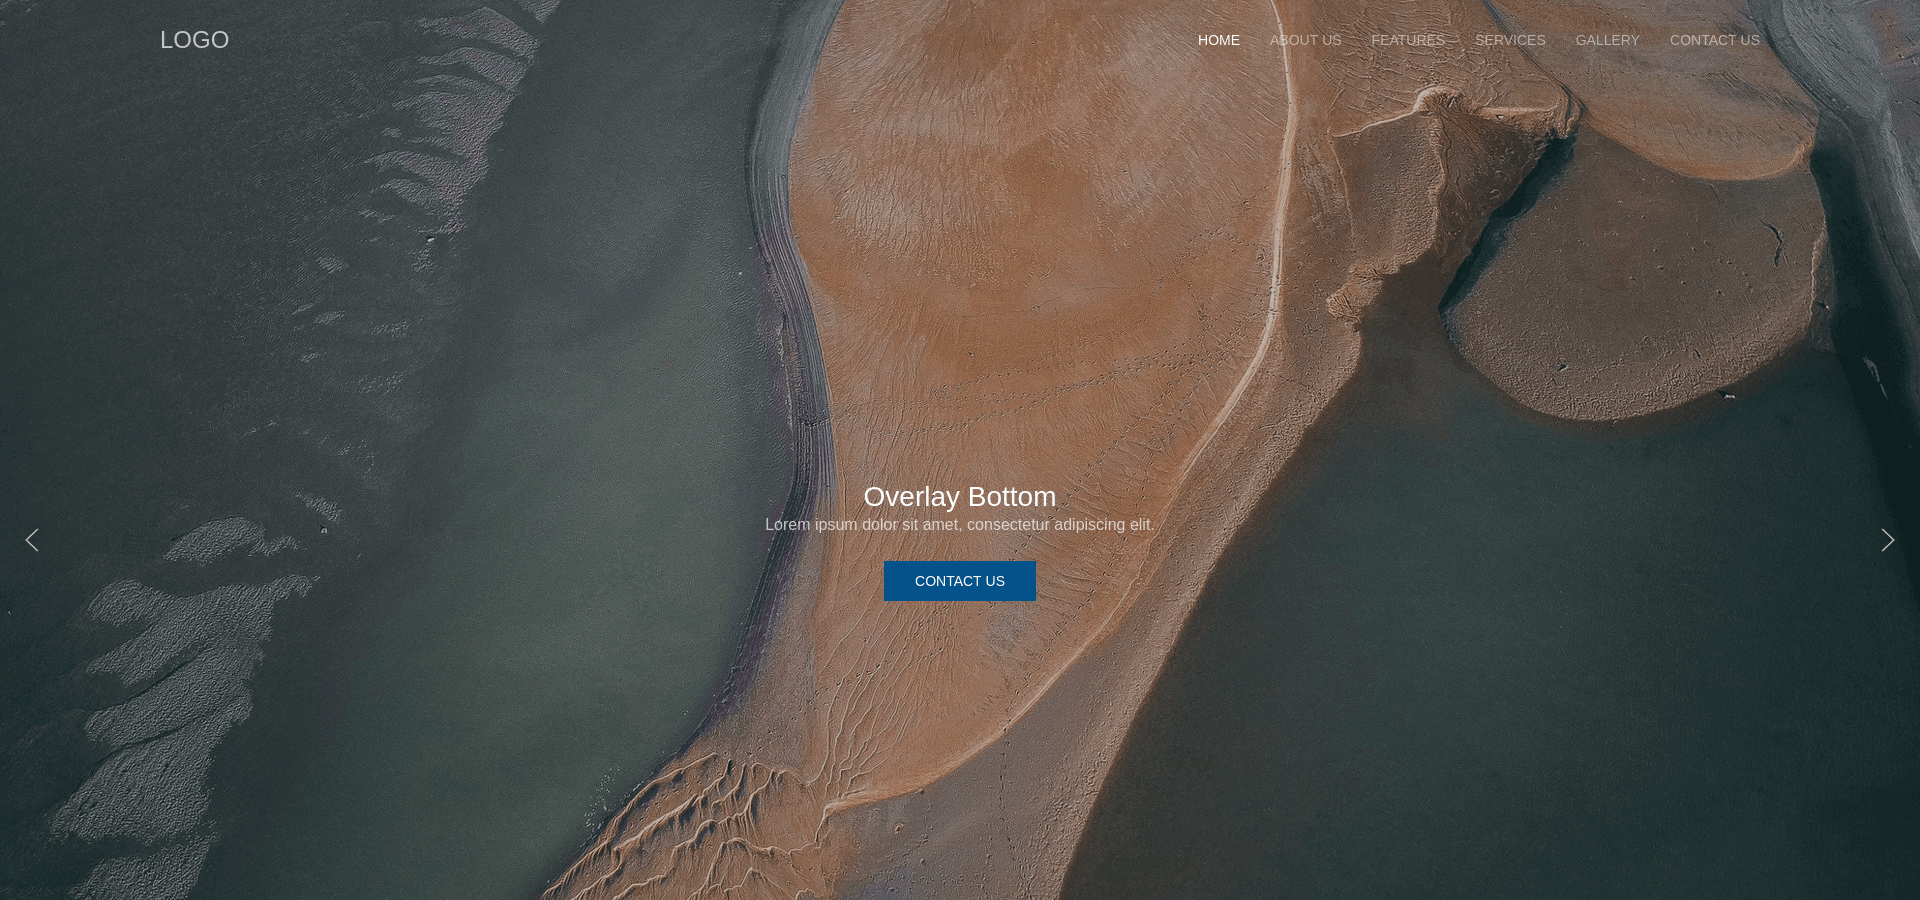 LOGO
HOME ABOUT US FEATURES SERVICES GALLERY CONTACT US
Overlay Bottom
Lorem ipsum dolor sit amet, consectetur adipiscing elit.
CONTACT US